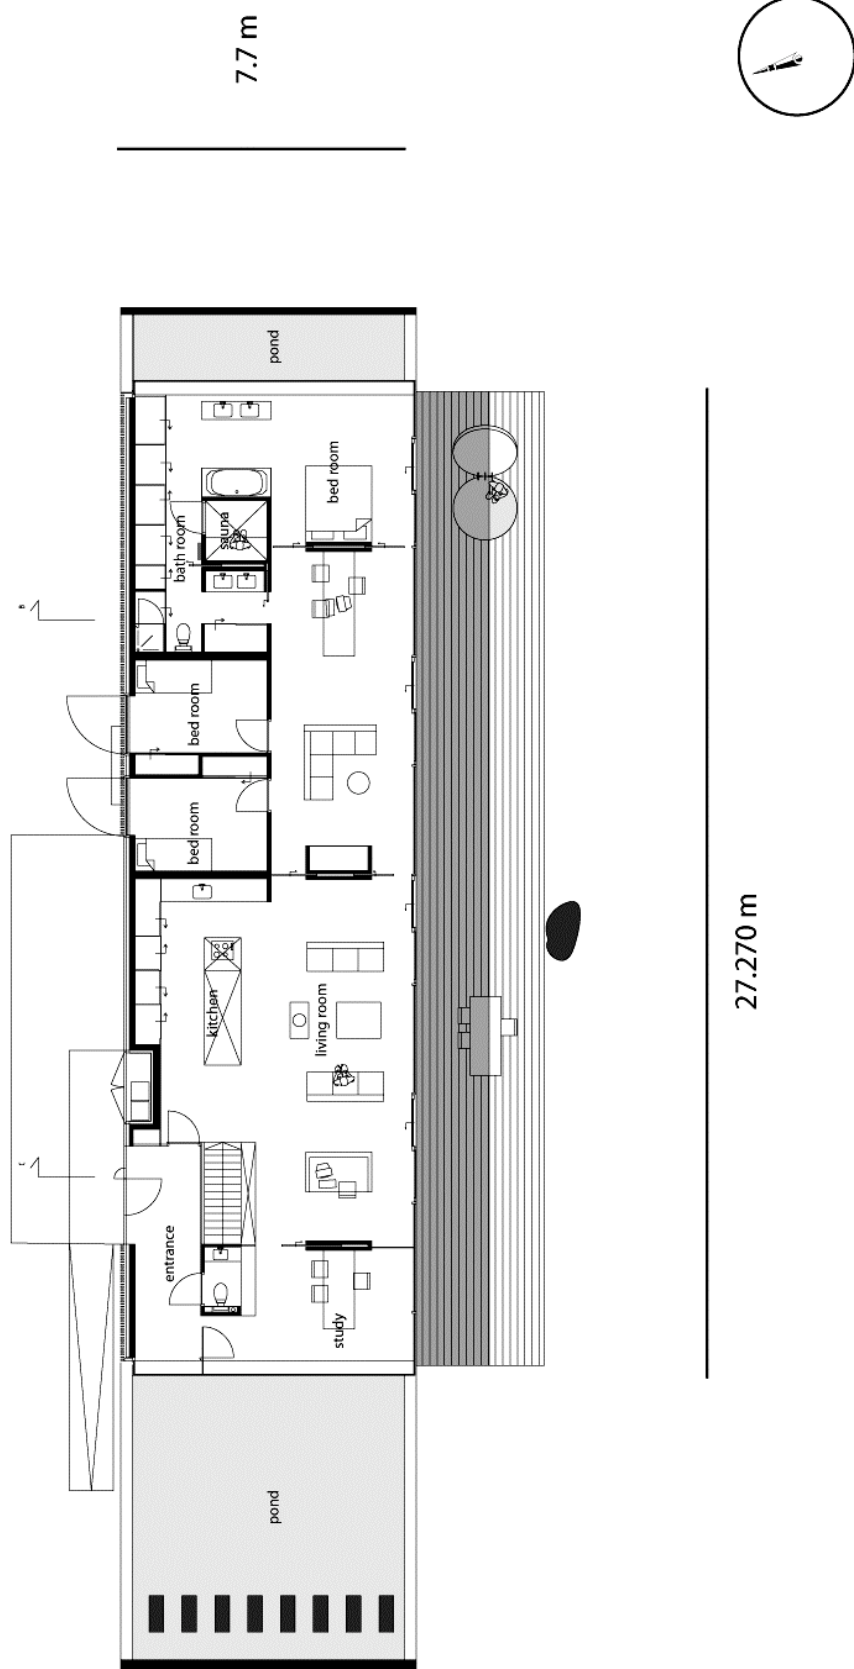 7.7 m
pond
bed room
sauna
bath room
bed room
bed room
kitchen
living room
27.270 m
entrance
study
pond